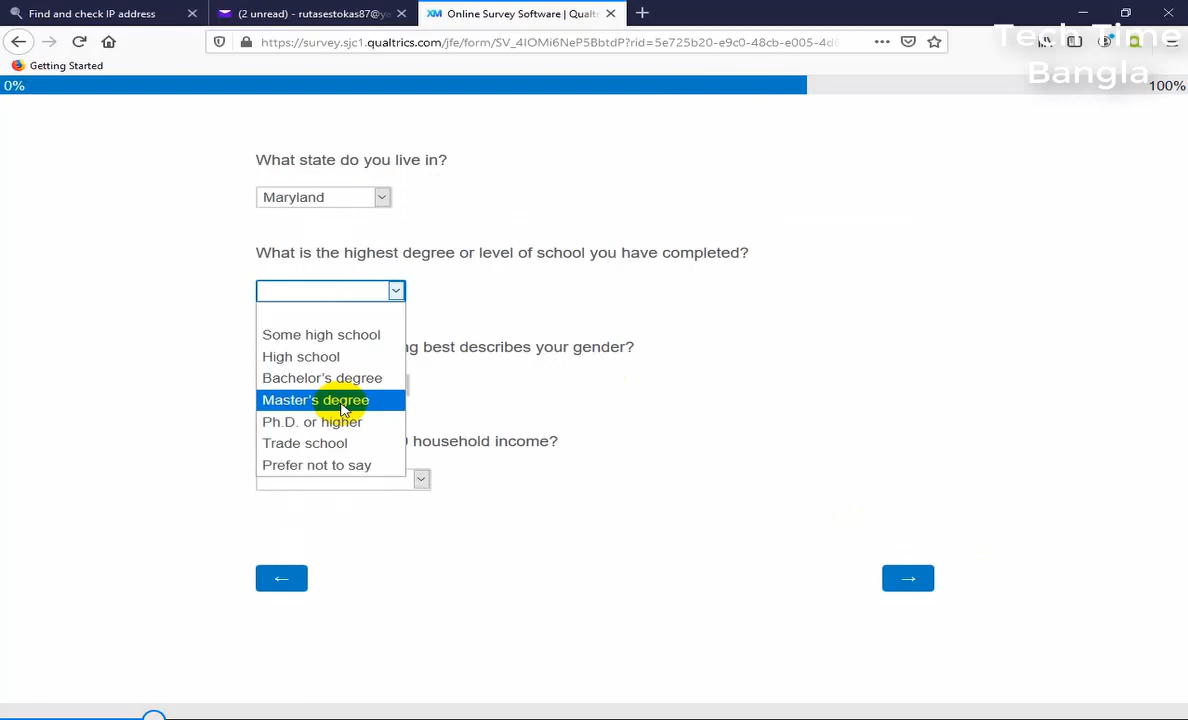 Find and check IP address
(2 unread) - rutasestokas87@y
XM Online Survey Software | Qualtr
https://survey.sjc1.qualtrics.com/jfe/form/SV_4IOMi6NeP5BbtdP?rid=5e725b20-e9c0-48cb-e005-4d
Getting Started
Tech Time
Bangla
0%
100%
What state do you live in?
Maryland
What is the highest degree or level of school you have completed?
Some high school
High school
Bachelor’s degree
Master’s degree
Ph.D. or higher
Trade school
Prefer not to say
ng best describes your gender?
household income?
← →